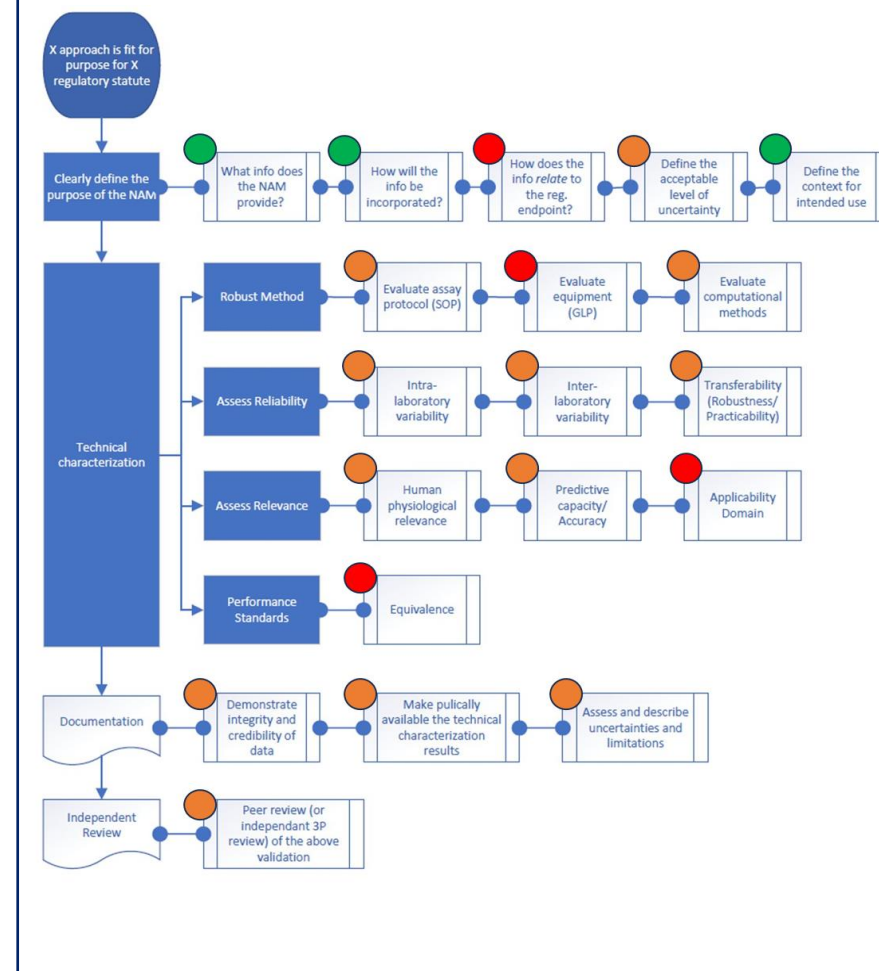 X approach is fit for
purpose for X
regulatory statute
Clearly define the
purpose of the NAM
What info does
the NAM
provide?
How will the
info be
incorporated?
How does the
info relate to
the reg.
endpoint?
Define the
acceptable
level of
uncertainty
Define the
context for
intended use
Technical
characterization
Robust Method
Evaluate assay
protocol (SOP)
Evaluate
equipment
(GLP)
Evaluate
computational
methods
Assess Reliability
Intra-
laboratory
variability
Inter-
laboratory
variability
Transferability
(Robustness/
Practicability)
Assess Relevance
Human
physiological
relevance
Predictive
capacity/
Accuracy
Applicability
Domain
Performance
Standards
Equivalence
Documentation
Demonstrate
integrity and
credibility of
data
Make pulically
available the technical
characterization
results
Assess and describe
uncertainties and
limitations
Independent
Review
Peer review (or
independant 3P
review) of the above
validation